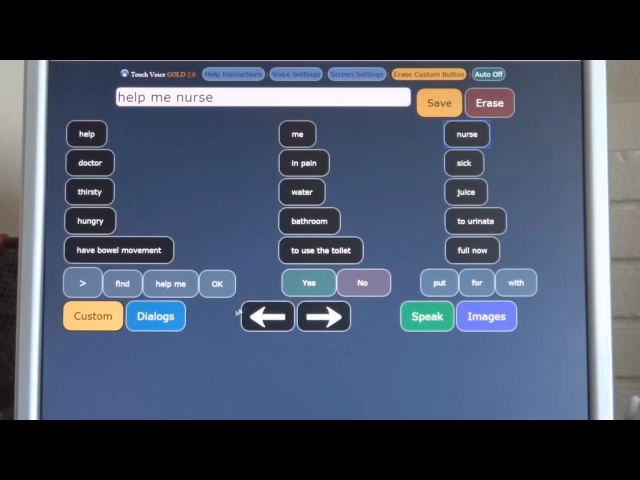 Touch Voice GOLD 2.0 Help Instructions Voice Settings Screen Settings Erase Custom Button Auto Off
help me nurse Save Erase
help me nurse
doctor in pain sick
thirsty water juice
hungry bathroom to urinate
have bowel movement to use the toilet full now
> find help me OK Yes No put for with
Custom Dialogs Speak Images